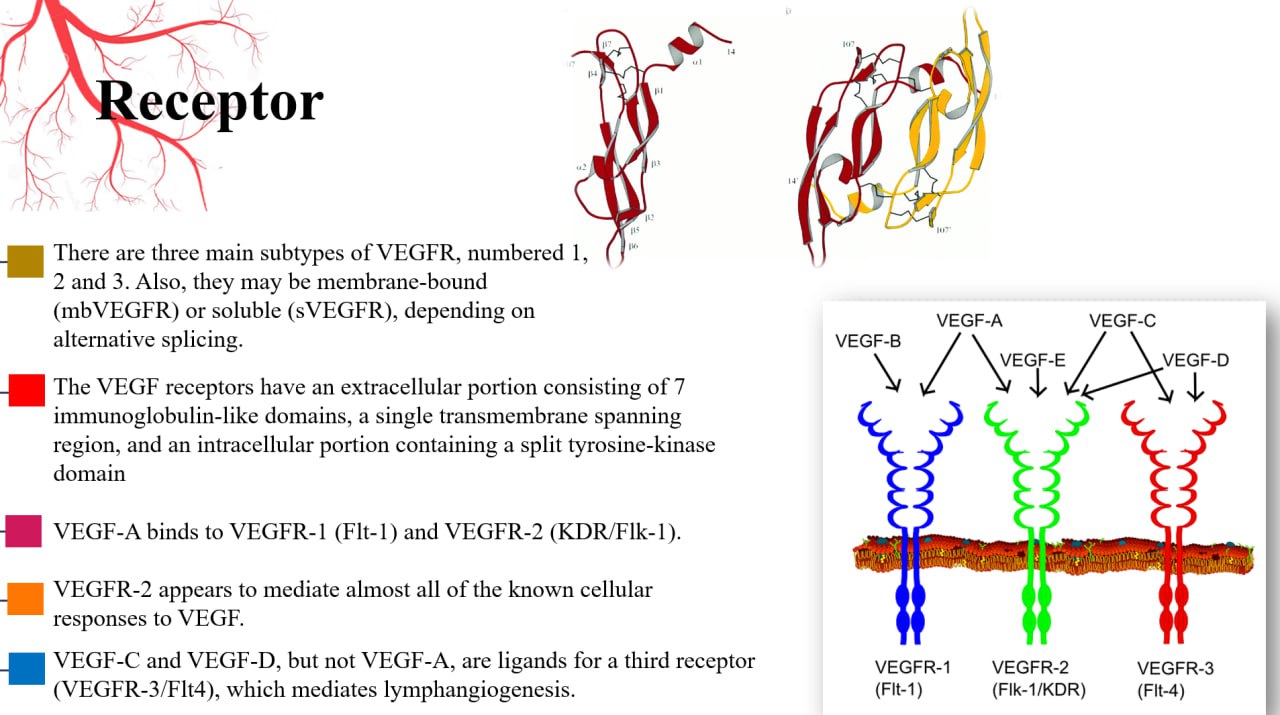 Receptor
β7
β4
α1
14
β1
β3
α2
β2
β5
β6
107
14'
107'
There are three main subtypes of VEGFR, numbered 1,
2 and 3. Also, they may be membrane-bound
(mbVEGFR) or soluble (sVEGFR), depending on
alternative splicing.
The VEGF receptors have an extracellular portion consisting of 7
immunoglobulin-like domains, a single transmembrane spanning
region, and an intracellular portion containing a split tyrosine-kinase
domain
VEGF-A binds to VEGFR-1 (Flt-1) and VEGFR-2 (KDR/Flk-1).
VEGFR-2 appears to mediate almost all of the known cellular
responses to VEGF.
VEGF-C and VEGF-D, but not VEGF-A, are ligands for a third receptor
(VEGFR-3/Flt4), which mediates lymphangiogenesis.
VEGF-A
VEGF-C
VEGF-B
VEGF-E
VEGF-D
VEGFR-1
(Flt-1)
VEGFR-2
(Flk-1/KDR)
VEGFR-3
(Flt-4)